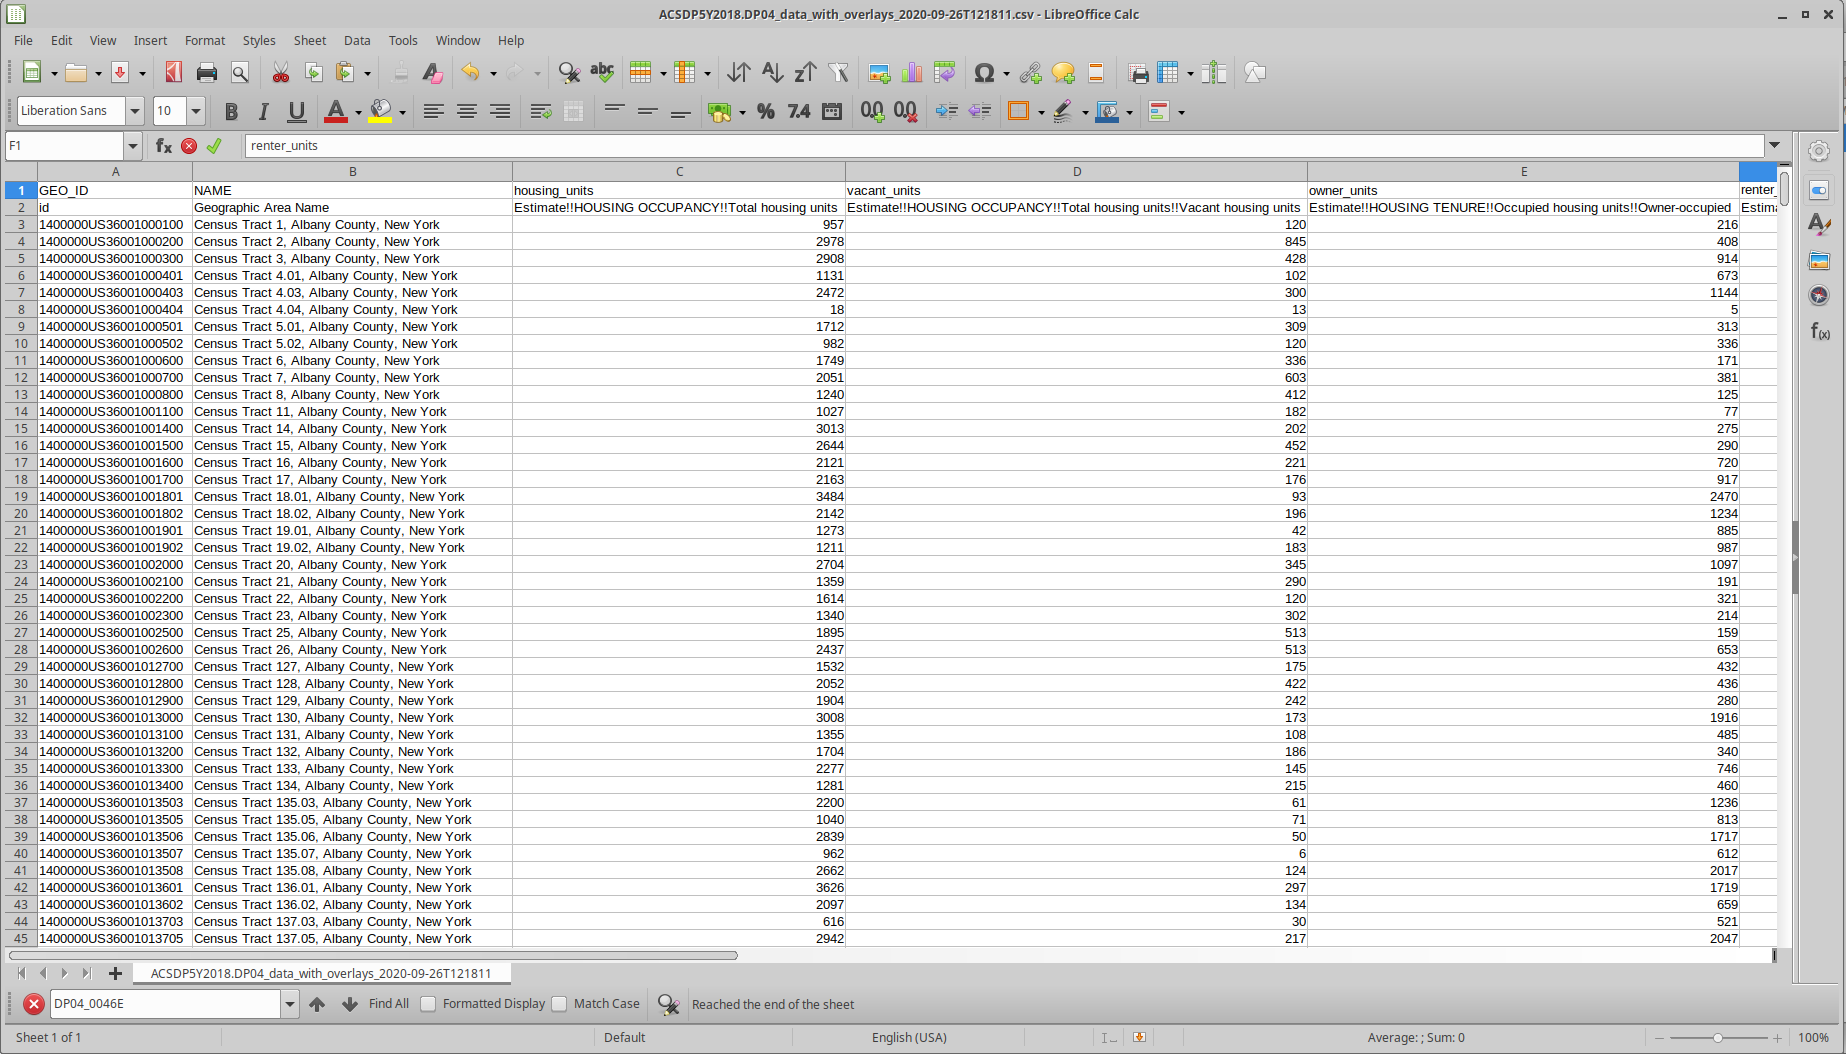 ACSDP5Y2018.DP04_data_with_overlays_2020-09-26T121811.csv - LibreOffice Calc
File Edit View Insert Format Styles Sheet Data Tools Window Help
Liberation Sans 10
F1 renter_units
A B C D E
1 GEO_ID NAME housing_units vacant_units owner_units renter_
2 id Geographic Area Name Estimate!!HOUSING OCCUPANCY!!Total housing units Estimate!!HOUSING OCCUPANCY!!Total housing units!!Vacant housing units Estimate!!HOUSING TENURE!!Occupied housing units!!Owner-occupied Estima
3 1400000US36001000100 Census Tract 1, Albany County, New York 957 120 216
4 1400000US36001000200 Census Tract 2, Albany County, New York 2978 845 408
5 1400000US36001000300 Census Tract 3, Albany County, New York 2908 428 914
6 1400000US36001000401 Census Tract 4.01, Albany County, New York 1131 102 673
7 1400000US36001000403 Census Tract 4.03, Albany County, New York 2472 300 1144
8 1400000US36001000404 Census Tract 4.04, Albany County, New York 18 13 5
9 1400000US36001000501 Census Tract 5.01, Albany County, New York 1712 309 313
10 1400000US36001000502 Census Tract 5.02, Albany County, New York 982 120 336
11 1400000US36001000600 Census Tract 6, Albany County, New York 1749 336 171
12 1400000US36001000700 Census Tract 7, Albany County, New York 2051 603 381
13 1400000US36001000800 Census Tract 8, Albany County, New York 1240 412 125
14 1400000US36001001100 Census Tract 11, Albany County, New York 1027 182 77
15 1400000US36001001400 Census Tract 14, Albany County, New York 3013 202 275
16 1400000US36001001500 Census Tract 15, Albany County, New York 2644 452 290
17 1400000US36001001600 Census Tract 16, Albany County, New York 2121 221 720
18 1400000US36001001700 Census Tract 17, Albany County, New York 2163 176 917
19 1400000US36001001801 Census Tract 18.01, Albany County, New York 3484 93 2470
20 1400000US36001001802 Census Tract 18.02, Albany County, New York 2142 196 1234
21 1400000US36001001901 Census Tract 19.01, Albany County, New York 1273 42 885
22 1400000US36001001902 Census Tract 19.02, Albany County, New York 1211 183 987
23 1400000US36001002000 Census Tract 20, Albany County, New York 2704 345 1097
24 1400000US36001002100 Census Tract 21, Albany County, New York 1359 290 191
25 1400000US36001002200 Census Tract 22, Albany County, New York 1614 120 321
26 1400000US36001002300 Census Tract 23, Albany County, New York 1340 302 214
27 1400000US36001002500 Census Tract 25, Albany County, New York 1895 513 159
28 1400000US36001002600 Census Tract 26, Albany County, New York 2437 513 653
29 1400000US36001012700 Census Tract 127, Albany County, New York 1532 175 432
30 1400000US36001012800 Census Tract 128, Albany County, New York 2052 422 436
31 1400000US36001012900 Census Tract 129, Albany County, New York 1904 242 280
32 1400000US36001013000 Census Tract 130, Albany County, New York 3008 173 1916
33 1400000US36001013100 Census Tract 131, Albany County, New York 1355 108 485
34 1400000US36001013200 Census Tract 132, Albany County, New York 1704 186 340
35 1400000US36001013300 Census Tract 133, Albany County, New York 2277 145 746
36 1400000US36001013400 Census Tract 134, Albany County, New York 1281 215 460
37 1400000US36001013503 Census Tract 135.03, Albany County, New York 2200 61 1236
38 1400000US36001013505 Census Tract 135.05, Albany County, New York 1040 71 813
39 1400000US36001013506 Census Tract 135.06, Albany County, New York 2839 50 1717
40 1400000US36001013507 Census Tract 135.07, Albany County, New York 962 6 612
41 1400000US36001013508 Census Tract 135.08, Albany County, New York 2662 124 2017
42 1400000US36001013601 Census Tract 136.01, Albany County, New York 3626 297 1719
43 1400000US36001013602 Census Tract 136.02, Albany County, New York 2097 134 659
44 1400000US36001013703 Census Tract 137.03, Albany County, New York 616 30 521
45 1400000US36001013705 Census Tract 137.05, Albany County, New York 2942 217 2047
ACSDP5Y2018.DP04_data_with_overlays_2020-09-26T121811
DP04_0046E Find All Formatted Display Match Case Reached the end of the sheet
Sheet 1 of 1 Default English (USA) Average: ; Sum: 0 100%